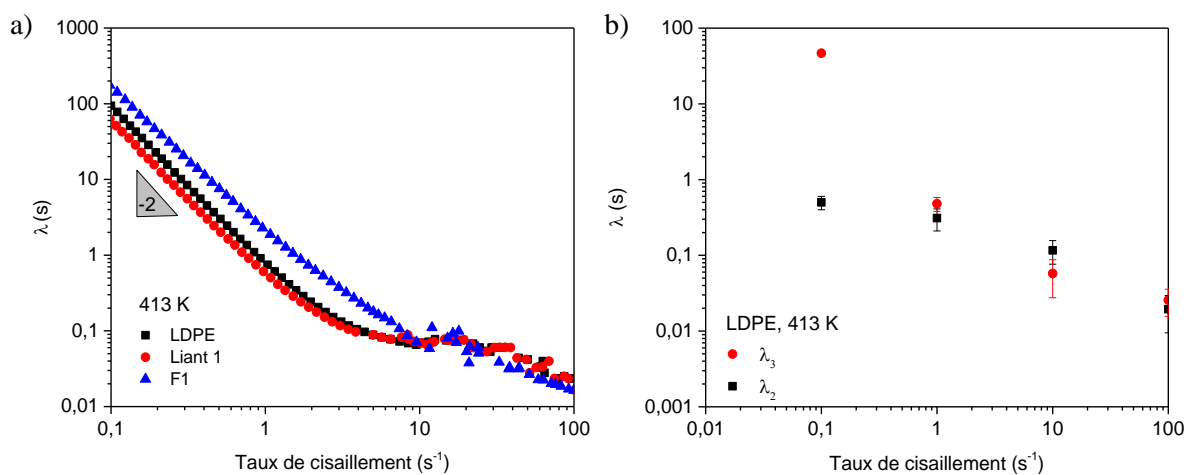 a)
1000
100
10
1
0,1
0,01
λ (s)
-2
413 K
LDPE
Liant 1
F1
0,1
1
10
100
Taux de cisaillement (s⁻¹)
b)
100
10
1
0,1
0,01
0,001
λ (s)
LDPE, 413 K
λ₃
λ₂
0,01
0,1
1
10
100
Taux de cisaillement (s⁻¹)